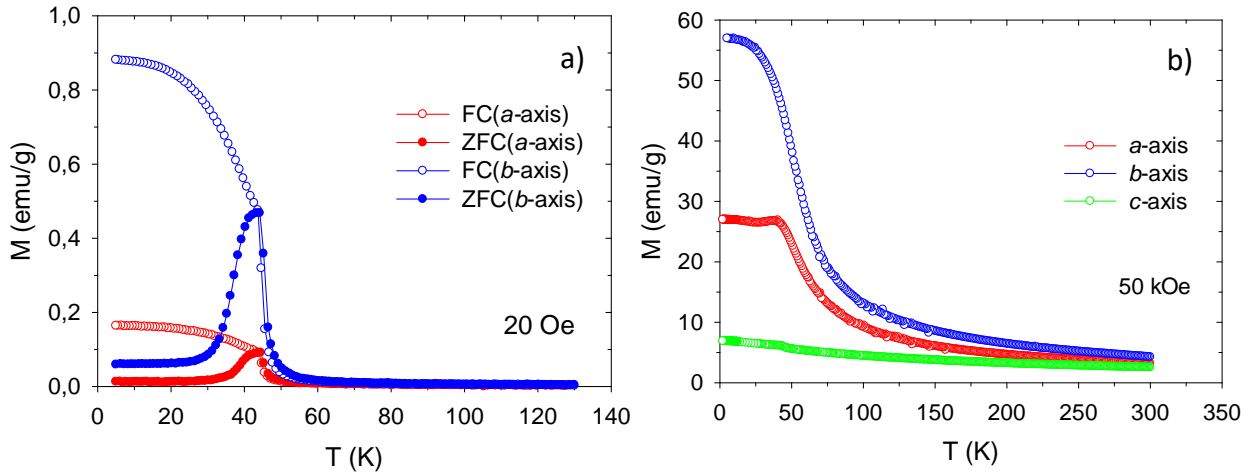 1,0
0,8
0,6
0,4
0,2
0,0
M (emu/g)
a)
FC(a-axis)
ZFC(a-axis)
FC(b-axis)
ZFC(b-axis)
20 Oe
0 20 40 60 80 100 120 140
T (K)
60
50
40
30
20
10
0
M (emu/g)
b)
a-axis
b-axis
c-axis
50 kOe
0 50 100 150 200 250 300 350
T (K)